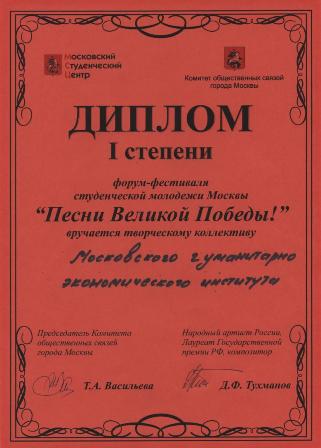 Московский
Студенческий
Центр
Комитет общественных связей
города Москвы
ДИПЛОМ
I степени
форум-фестиваля
студенческой молодежи Москвы
“Песни Великой Победы!”
вручается творческому коллективу
Московского гуманитарно
экономического института
Председатель Комитета
общественных связей
города Москвы
Т.А. Васильева
Народный артист России,
Лауреат Государственной
премии РФ, композитор
Д.Ф. Тухманов